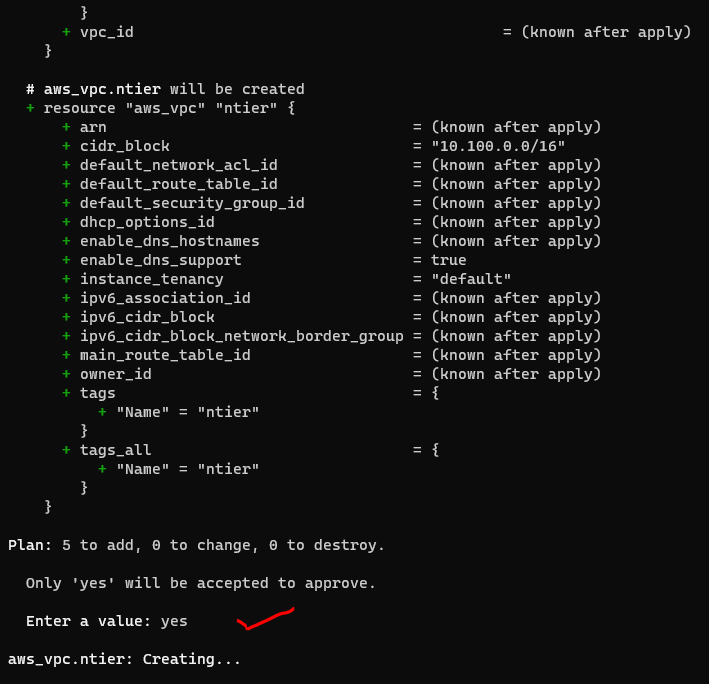 }
+ vpc_id = (known after apply)
}
# aws_vpc.ntier will be created
+ resource "aws_vpc" "ntier" {
+ arn = (known after apply)
+ cidr_block = "10.100.0.0/16"
+ default_network_acl_id = (known after apply)
+ default_route_table_id = (known after apply)
+ default_security_group_id = (known after apply)
+ dhcp_options_id = (known after apply)
+ enable_dns_hostnames = (known after apply)
+ enable_dns_support = true
+ instance_tenancy = "default"
+ ipv6_association_id = (known after apply)
+ ipv6_cidr_block = (known after apply)
+ ipv6_cidr_block_network_border_group = (known after apply)
+ main_route_table_id = (known after apply)
+ owner_id = (known after apply)
+ tags = {
+ "Name" = "ntier"
}
+ tags_all = {
+ "Name" = "ntier"
}
}
Plan: 5 to add, 0 to change, 0 to destroy.
Only 'yes' will be accepted to approve.
Enter a value: yes
aws_vpc.ntier: Creating...